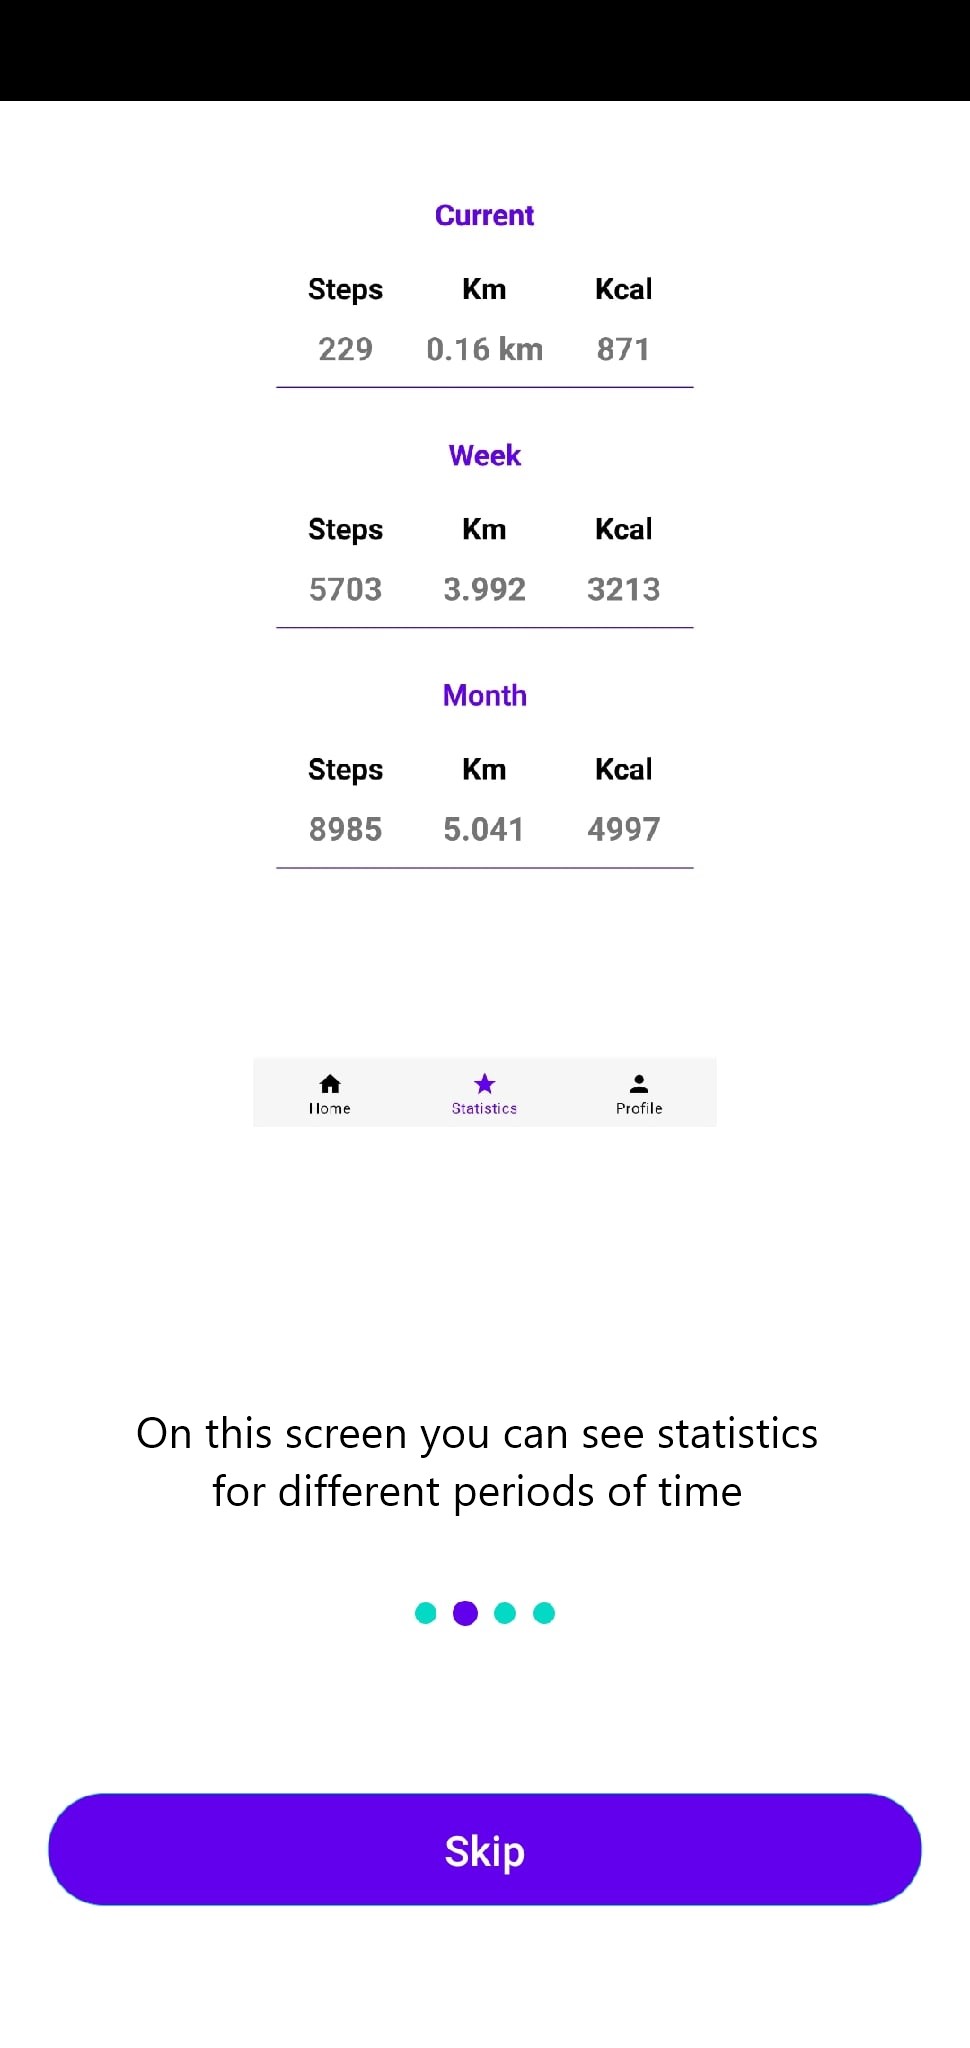 Current
Steps Km Kcal
229 0.16 km 871
Week
Steps Km Kcal
5703 3.992 3213
Month
Steps Km Kcal
8985 5.041 4997
Home Statistics Profile
On this screen you can see statistics
for different periods of time
Skip